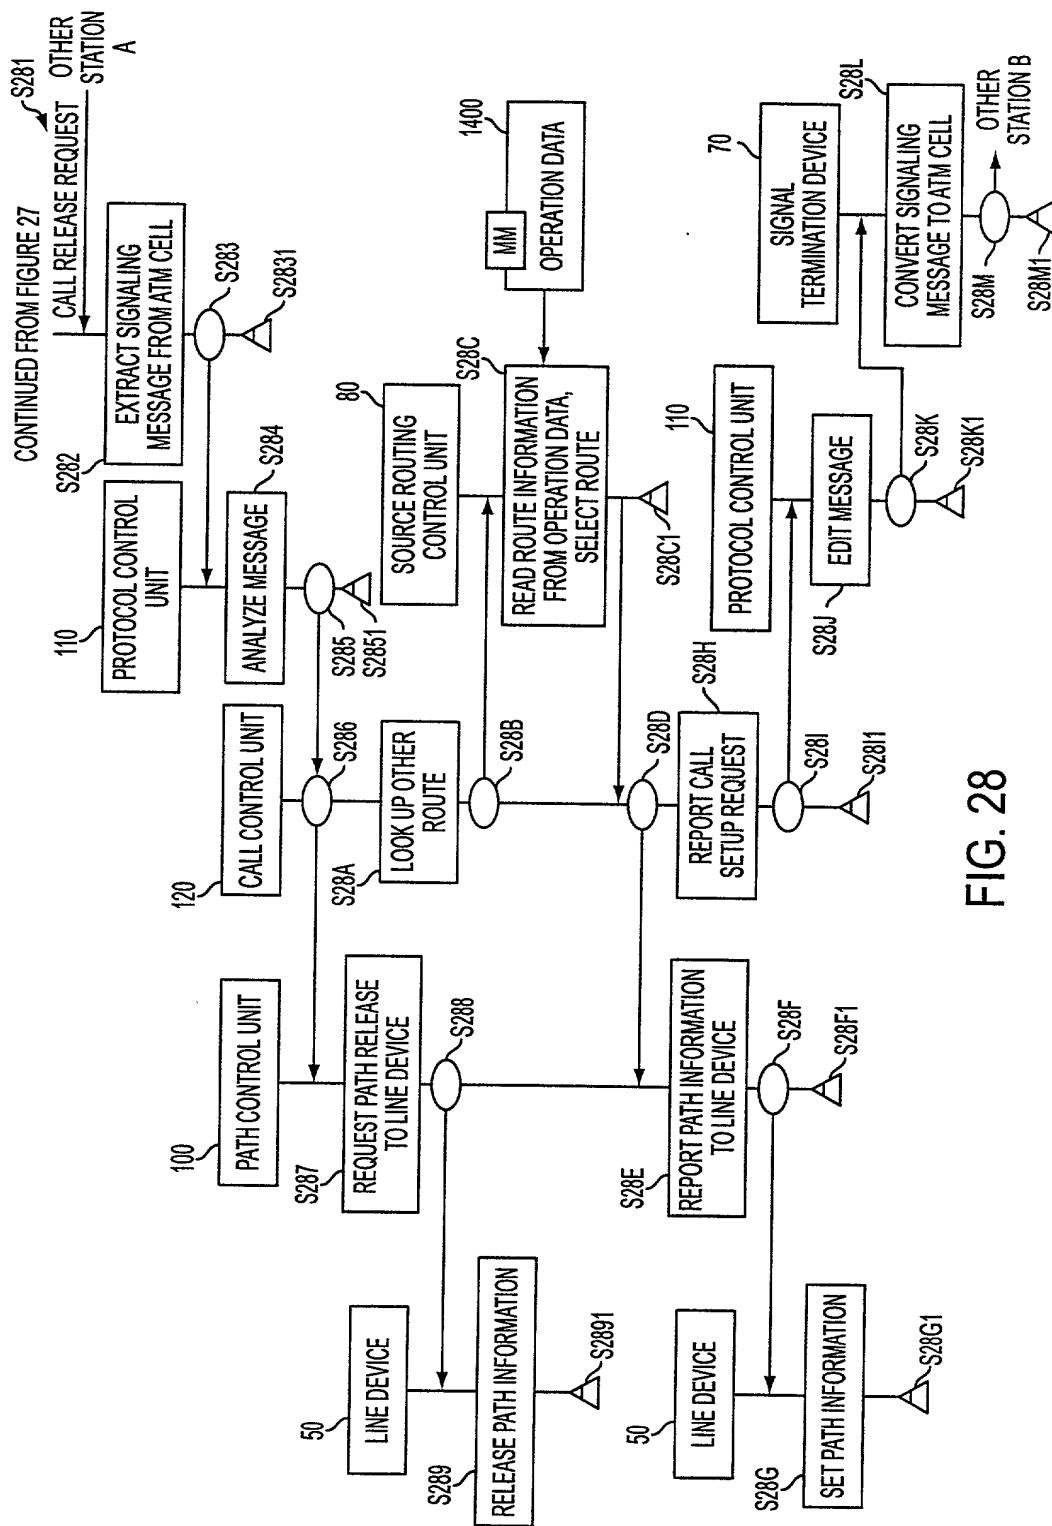 CONTINUED FROM FIGURE 27
S281
CALL RELEASE REQUEST
OTHER
STATION
A
S282
EXTRACT SIGNALING
MESSAGE FROM ATM CELL
S283
S2831
110
PROTOCOL CONTROL
UNIT
S284
ANALYZE MESSAGE
S285
S2851
120
CALL CONTROL UNIT
S286
100
PATH CONTROL UNIT
S287
REQUEST PATH RELEASE
TO LINE DEVICE
S288
50
LINE DEVICE
S289
RELEASE PATH INFORMATION
S2891
S28A
LOOK UP OTHER
ROUTE
S28B
80
SOURCE ROUTING
CONTROL UNIT
1400
MM
OPERATION DATA
S28C
READ ROUTE INFORMATION
FROM OPERATION DATA,
SELECT ROUTE
S28C1
S28D
S28E
REPORT PATH INFORMATION
TO LINE DEVICE
S28F
S28F1
50
LINE DEVICE
S28G
SET PATH INFORMATION
S28G1
S28H
REPORT CALL
SETUP REQUEST
S28I
S28I1
110
PROTOCOL CONTROL UNIT
S28J
EDIT MESSAGE
S28K
S28K1
70
SIGNAL
TERMINATION DEVICE
S28L
CONVERT SIGNALING
MESSAGE TO ATM CELL
S28M
OTHER
STATION B
S28M1
FIG. 28